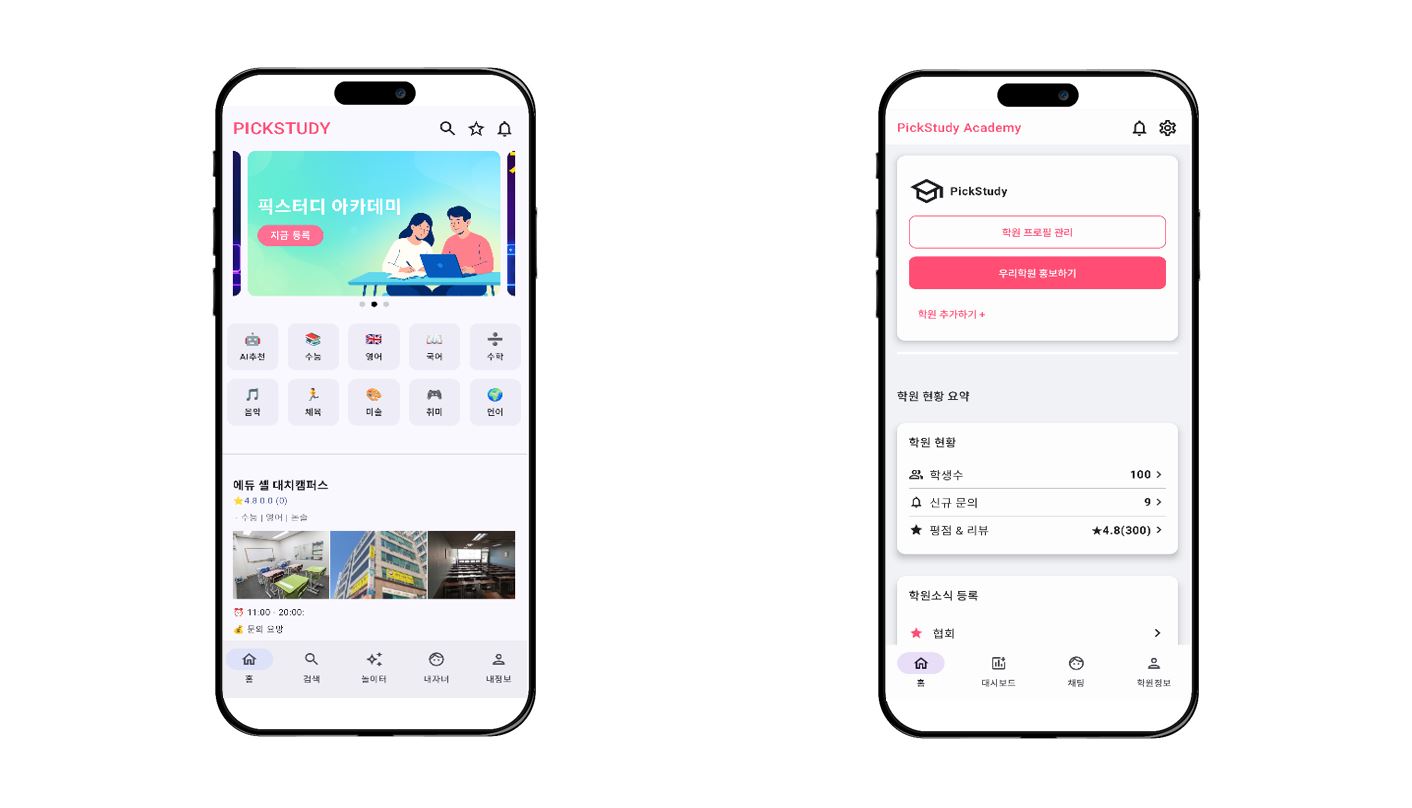 PICKSTUDY
픽스터디 아카데미
지금 등록
AI추천
수능
영어
국어
수학
음악
체육
미술
취미
언어
에듀 셀 대치캠퍼스
⭐4.8 0.0 (0)
· 수능 | 영어 | 논술
⏰ 11:00 - 20:00:
💰 문의 요망
홈
검색
놀이터
내자녀
내정보
PickStudy Academy
PickStudy
학원 프로필 관리
우리학원 홍보하기
학원 추가하기 +
학원 현황 요약
학원 현황
학생수 100 >
신규 문의 9 >
평점 & 리뷰 ★4.8(300) >
학원소식 등록
협회 >
홈
대시보드
채팅
학원정보